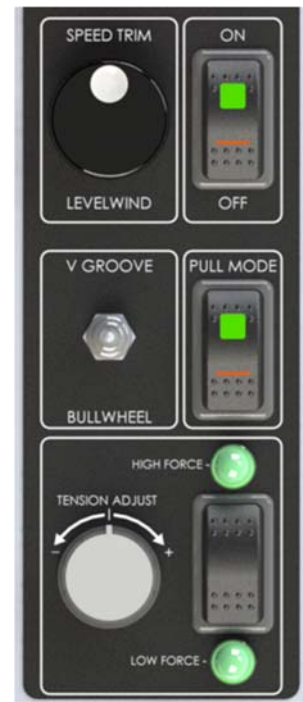 SPEED TRIM
ON
LEVELWIND
OFF
V GROOVE
PULL MODE
BULLWHEEL
HIGH FORCE -
TENSION ADJUST
- +
LOW FORCE -